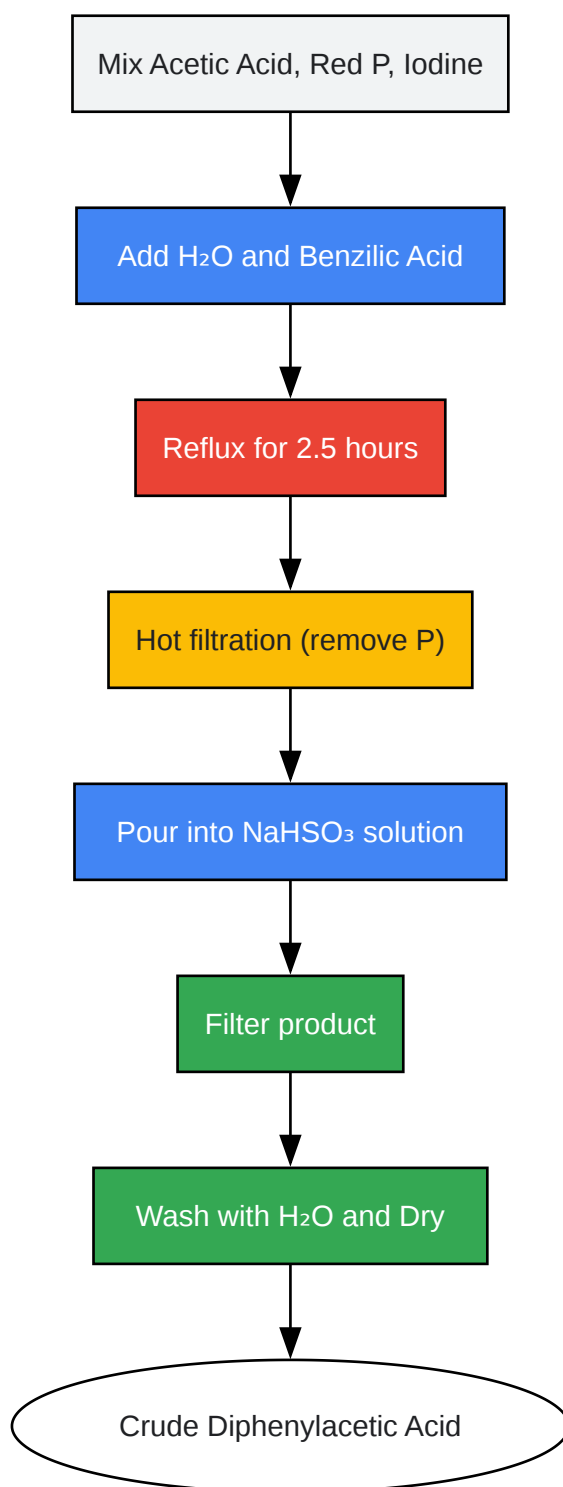 Mix Acetic Acid, Red P, Iodine
Add H₂O and Benzilic Acid
Reflux for 2.5 hours
Hot filtration (remove P)
Pour into NaHSO₃ solution
Filter product
Wash with H₂O and Dry
Crude Diphenylacetic Acid